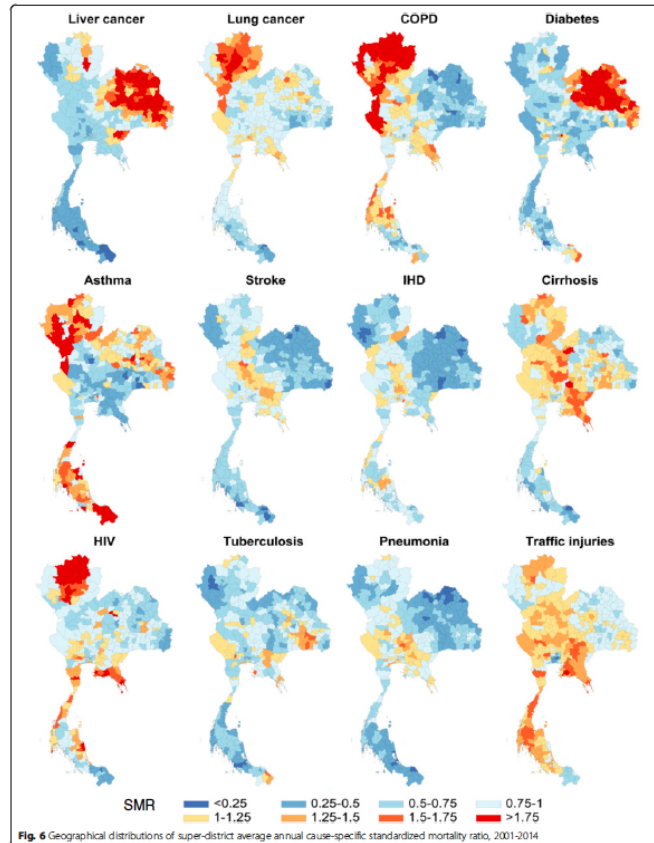 Liver cancer Lung cancer COPD Diabetes
Asthma Stroke IHD Cirrhosis
HIV Tuberculosis Pneumonia Traffic injuries
SMR <0.25 0.25-0.5 0.5-0.75 0.75-1
1-1.25 1.25-1.5 1.5-1.75 >1.75
Fig. 6 Geographical distributions of super-district average annual cause-specific standardized mortality ratio, 2001-2014